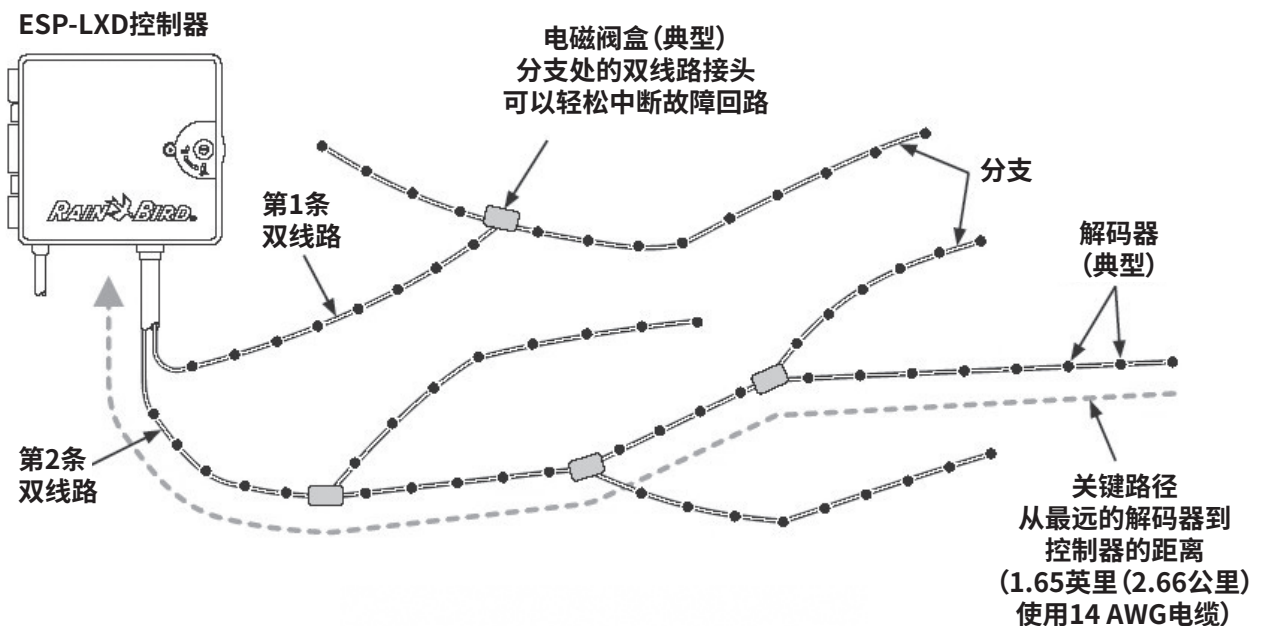 ESP-LXD控制器
电磁阀盒（典型）
分支处的双线路接头
可以轻松中断故障回路
RAIN BIRD.
第1条
双线路
分支
解码器
（典型）
第2条
双线路
关键路径
从最远的解码器到
控制器的距离
（1.65英里（2.66公里）
使用14 AWG电缆）